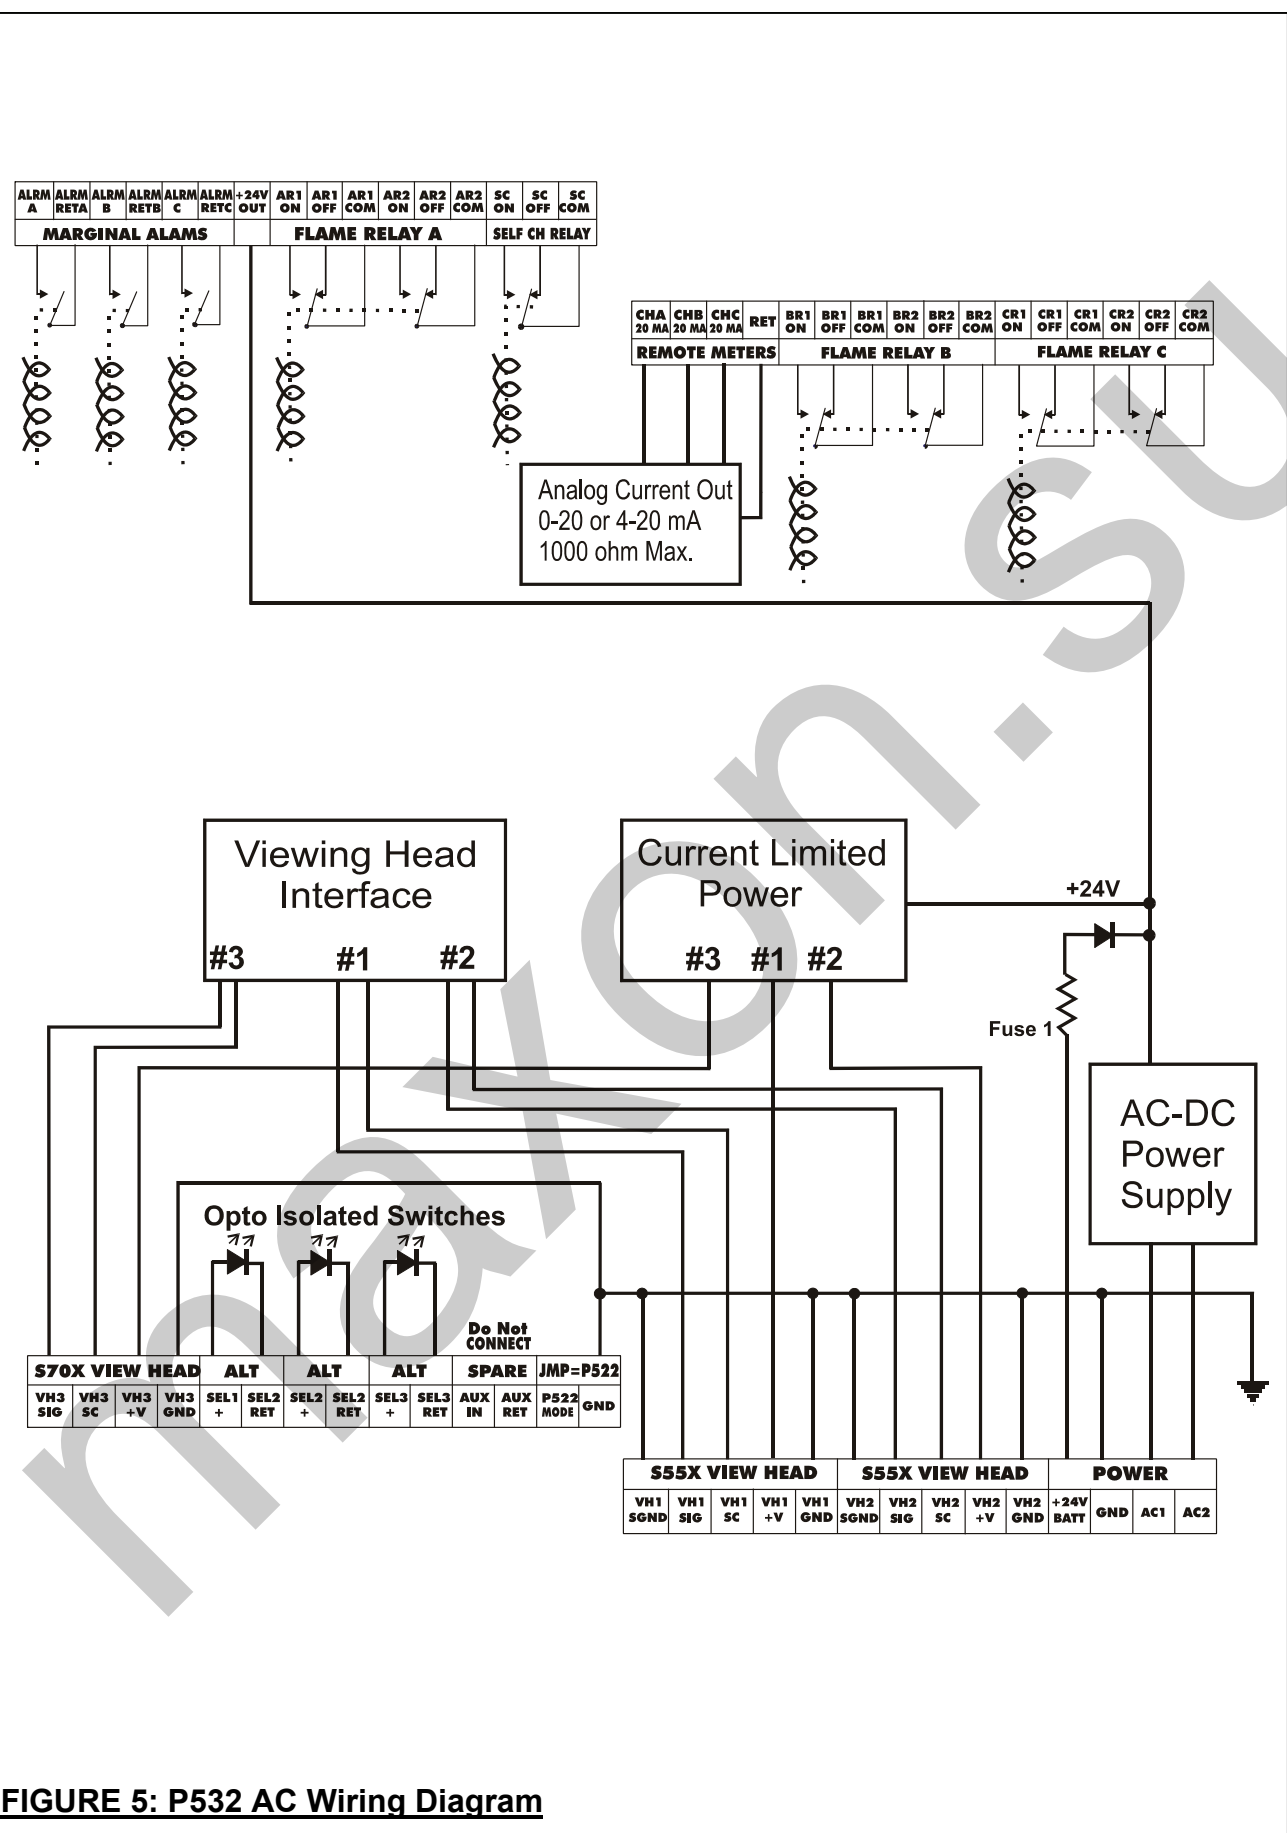 ALRM ALRM ALRM ALRM ALRM ALRM +24V AR1 AR1 AR1 AR2 AR2 AR2 SC SC SC
A RETA B RETB C RETC OUT ON OFF COM ON OFF COM ON OFF COM
MARGINAL ALAMS FLAME RELAY A SELF CH RELAY
CHA CHB CHC RET BR1 BR1 BR1 BR2 BR2 BR2 CR1 CR1 CR1 CR2 CR2 CR2
20 MA 20 MA 20 MA ON OFF COM ON OFF COM ON OFF COM ON OFF COM
REMOTE METERS FLAME RELAY B FLAME RELAY C
Analog Current Out
0-20 or 4-20 mA
1000 ohm Max.
Viewing Head
Interface
#3 #1 #2
Current Limited
Power
#3 #1 #2
+24V
Fuse 1
AC-DC
Power
Supply
Opto Isolated Switches
Do Not
CONNECT
S70X VIEW HEAD ALT ALT ALT SPARE JMP=P522
VH3 VH3 VH3 VH3 SEL1 SEL2 SEL2 SEL2 SEL3 SEL3 AUX AUX P522 GND
SIG SC +V GND + RET + RET + RET IN RET MODE
S55X VIEW HEAD S55X VIEW HEAD POWER
VH1 VH1 VH1 VH1 VH1 VH2 VH2 VH2 VH2 VH2 +24V GND AC1 AC2
SGND SIG SC +V GND SGND SIG SC +V GND BATT
maxon.su
FIGURE 5: P532 AC Wiring Diagram